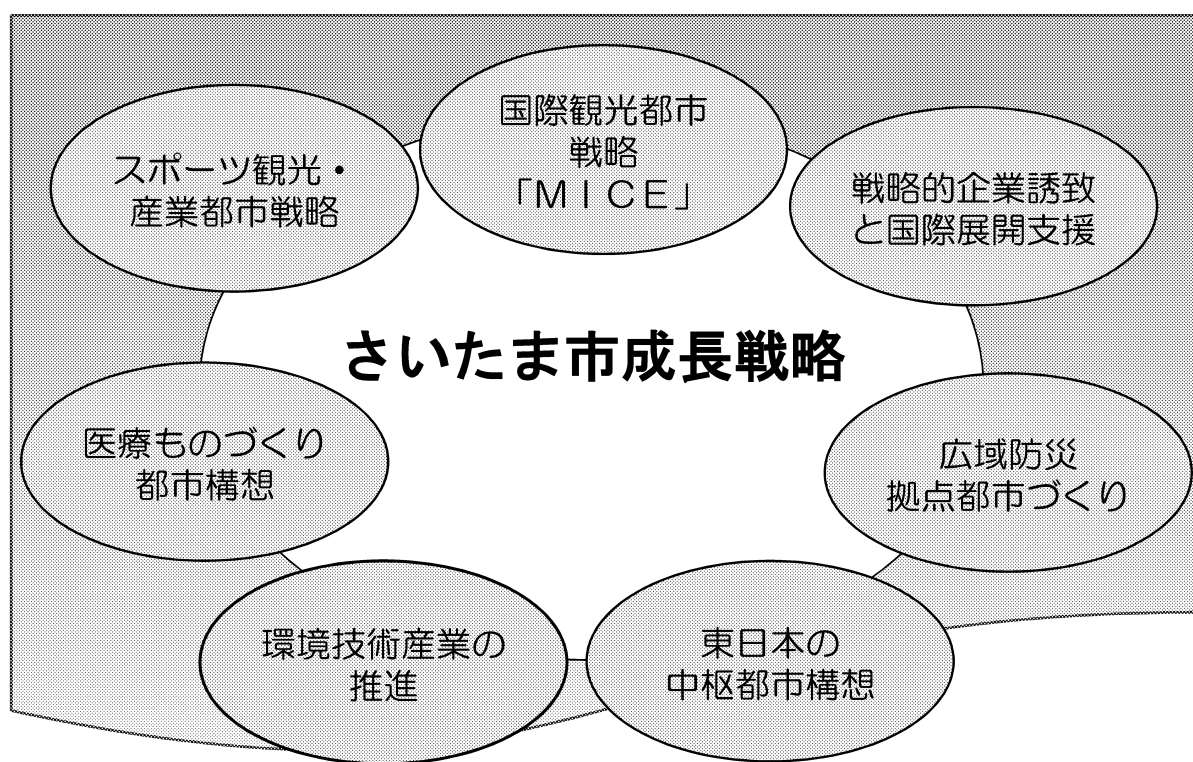 国際観光都市
戦略
「ＭＩＣＥ」
スポーツ観光・
産業都市戦略
戦略的企業誘致
と国際展開支援
さいたま市成長戦略
医療ものづくり
都市構想
広域防災
拠点都市づくり
環境技術産業の
推進
東日本の
中枢都市構想